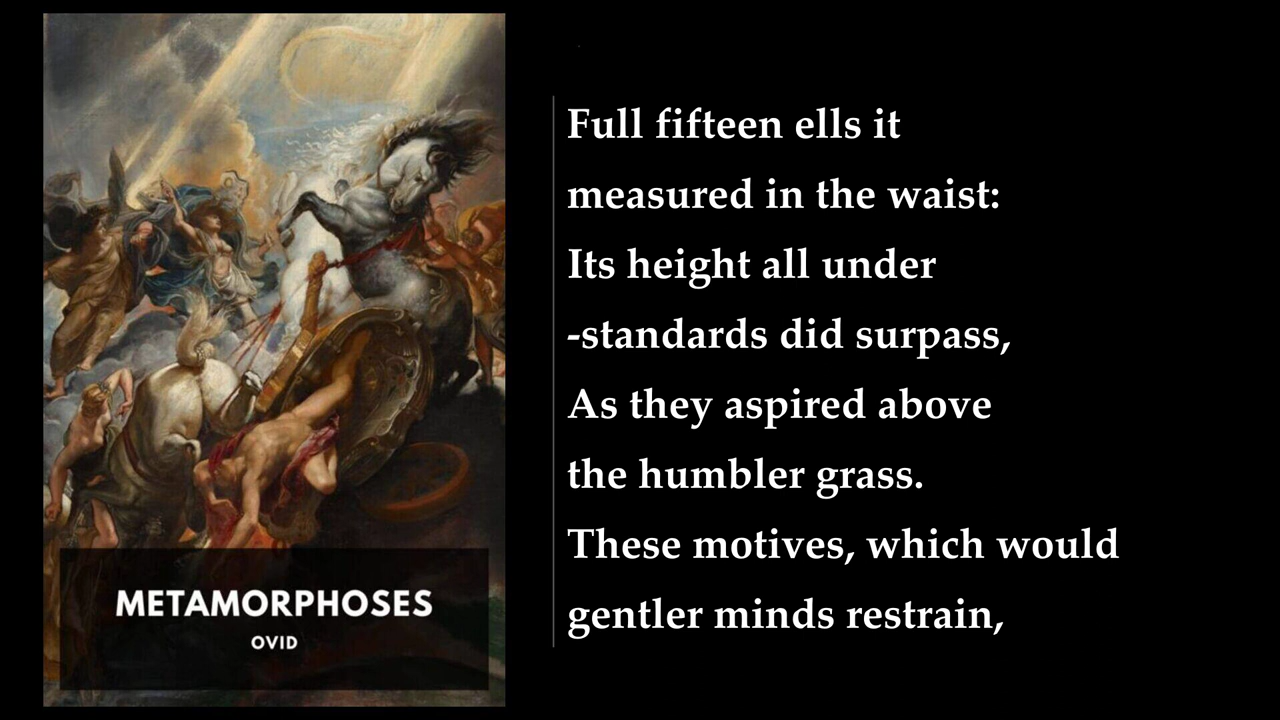 METAMORPHOSES
OVID
Full fifteen ells it
measured in the waist:
Its height all under
-standards did surpass,
As they aspired above
the humbler grass.
These motives, which would
gentler minds restrain,